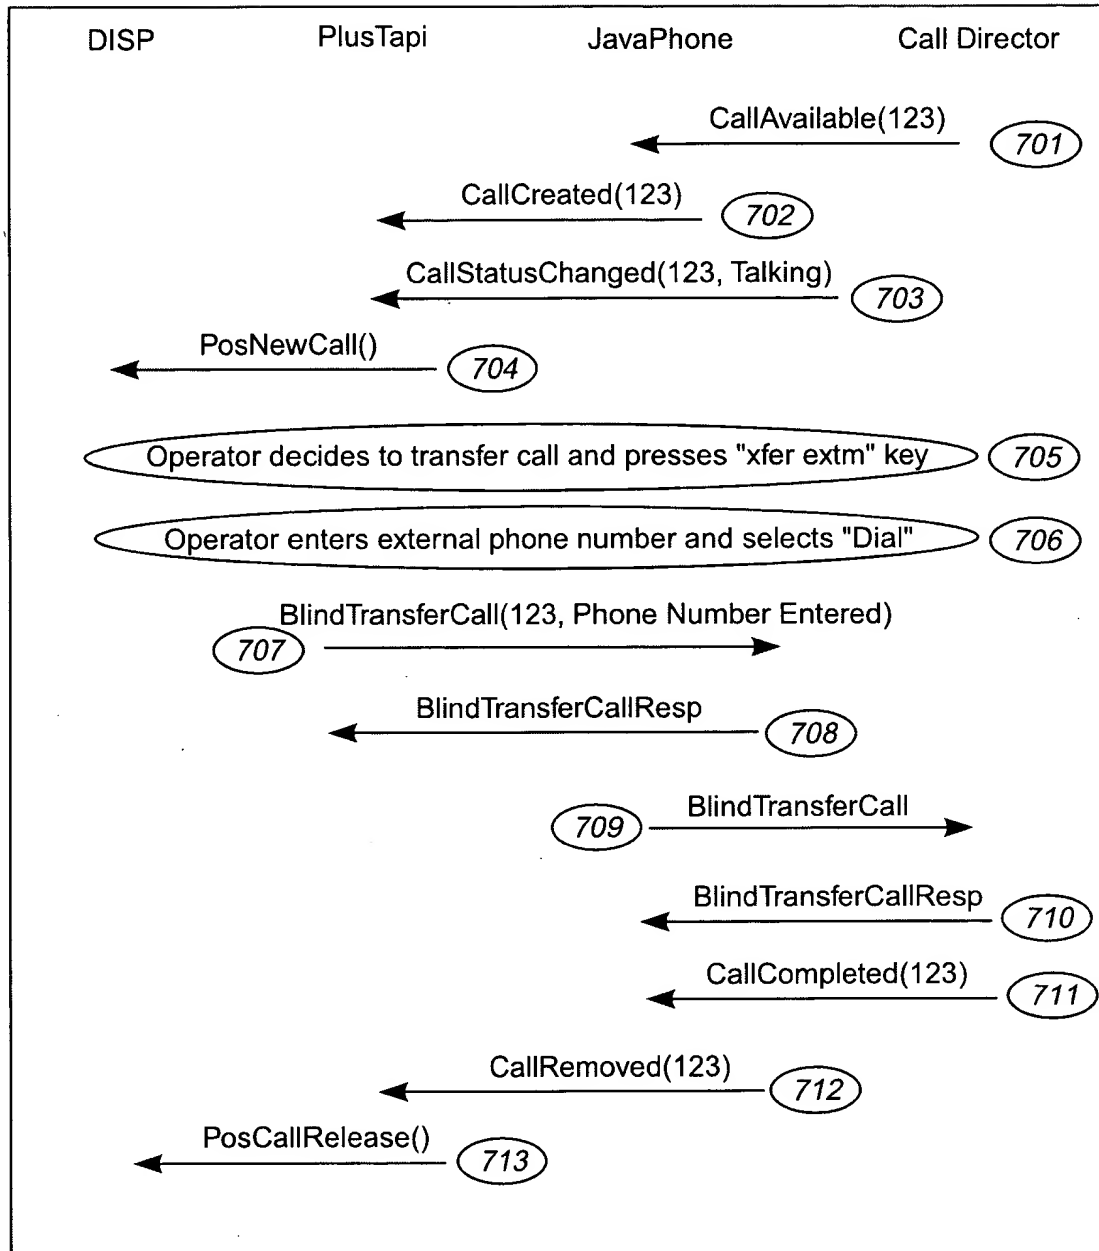 DISP PlusTapi JavaPhone Call Director
CallAvailable(123) 701
CallCreated(123) 702
CallStatusChanged(123, Talking) 703
PosNewCall() 704
Operator decides to transfer call and presses "xfer extm" key 705
Operator enters external phone number and selects "Dial" 706
BlindTransferCall(123, Phone Number Entered)
707
BlindTransferCallResp 708
709 BlindTransferCall
BlindTransferCallResp 710
CallCompleted(123) 711
CallRemoved(123) 712
PosCallRelease() 713